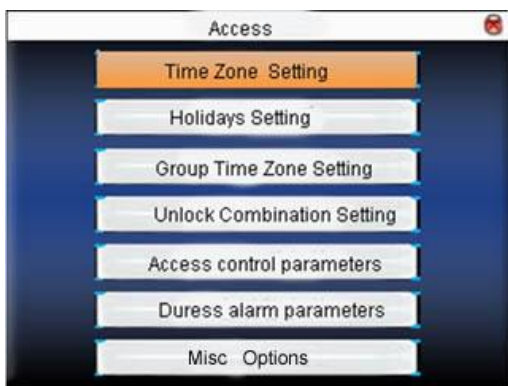 Access
Time Zone Setting
Holidays Setting
Group Time Zone Setting
Unlock Combination Setting
Access control parameters
Duress alarm parameters
Misc Options